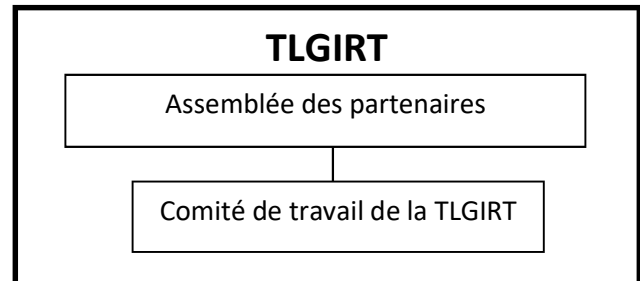 TLGIRT
Assemblée des partenaires
Comité de travail de la TLGIRT